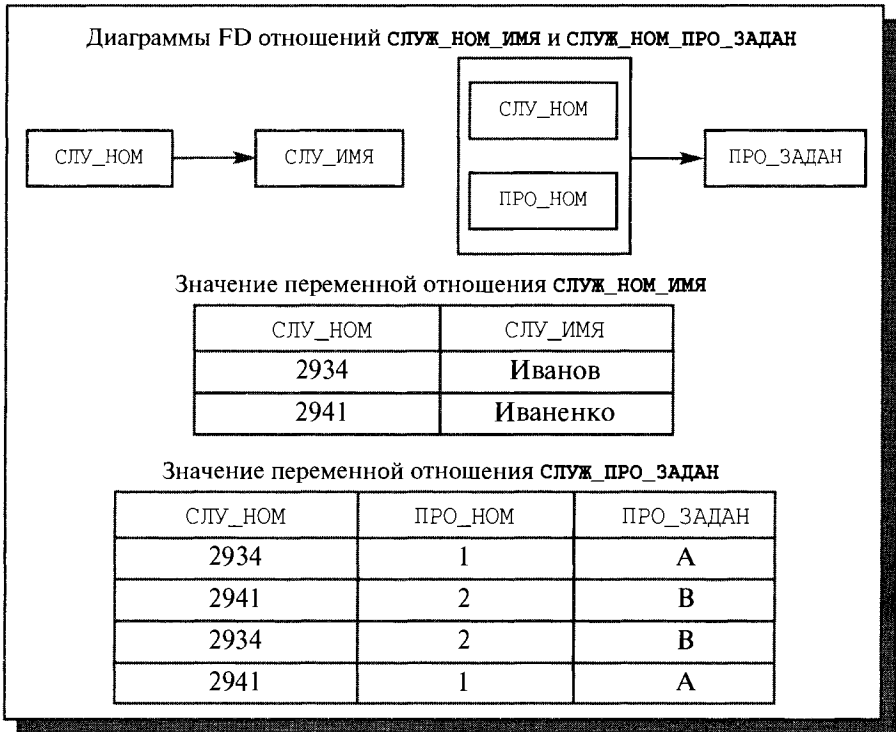 Диаграммы FD отношений СЛУЖ_НОМ_ИМЯ и СЛУЖ_НОМ_ПРО_ЗАДАН
СЛУ_НОМ СЛУ_ИМЯ
СЛУ_НОМ
ПРО_НОМ
ПРО_ЗАДАН
Значение переменной отношения СЛУЖ_НОМ_ИМЯ
СЛУ_НОМ СЛУ_ИМЯ
2934 Иванов
2941 Иваненко
Значение переменной отношения СЛУЖ_ПРО_ЗАДАН
СЛУ_НОМ ПРО_НОМ ПРО_ЗАДАН
2934 1 A
2941 2 B
2934 2 B
2941 1 A